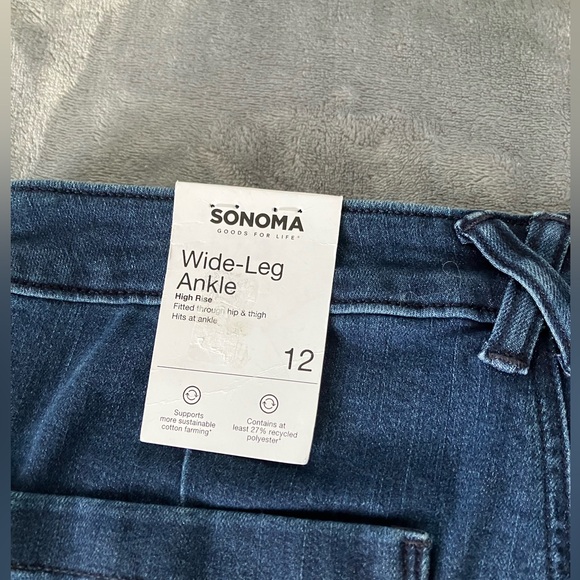 SONOMA
GOODS FOR LIFE™
Wide-Leg
Ankle
High Rise
Fitted through hip & thigh
Hits at ankle
12
Supports
more sustainable
cotton farming*
Contains at
least 27% recycled
polyester*